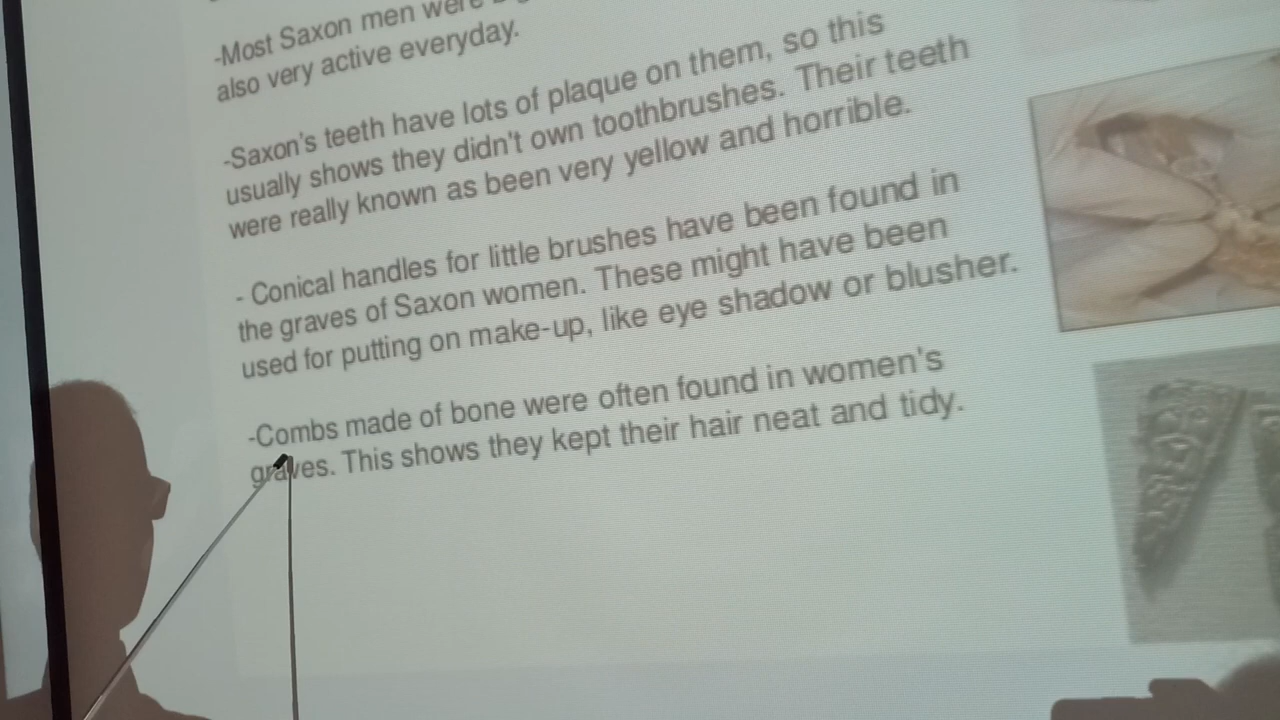 -Most Saxon men were
also very active everyday.
-Saxon's teeth have lots of plaque on them, so this
usually shows they didn't own toothbrushes. Their teeth
were really known as been very yellow and horrible.
- Conical handles for little brushes have been found in
the graves of Saxon women. These might have been
used for putting on make-up, like eye shadow or blusher.
-Combs made of bone were often found in women's
graves. This shows they kept their hair neat and tidy.